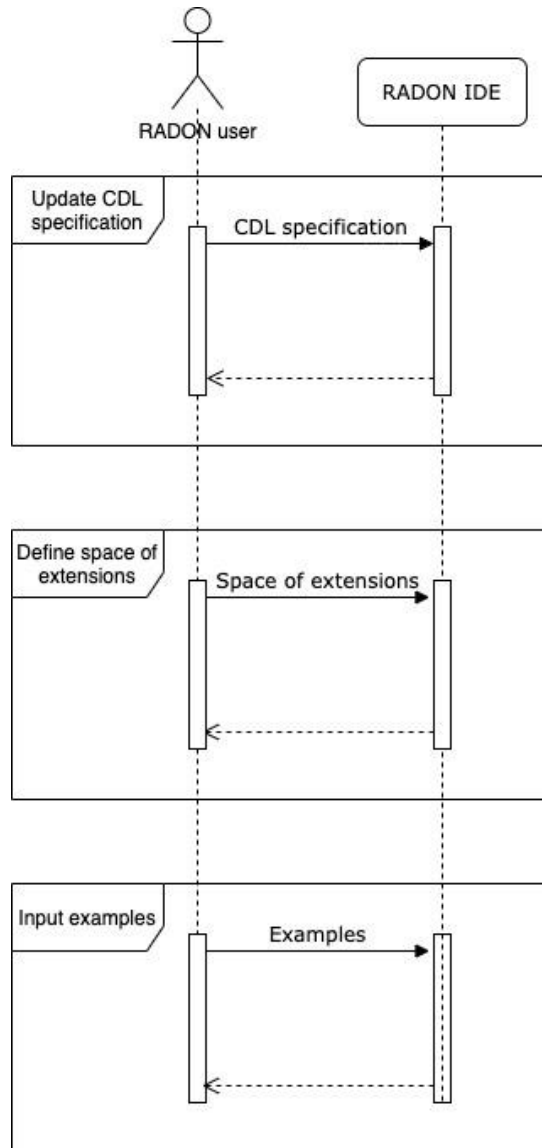 RADON IDE
RADON user
Update CDL
specification
CDL specification
Define space of
extensions
Space of extensions
Input examples
Examples